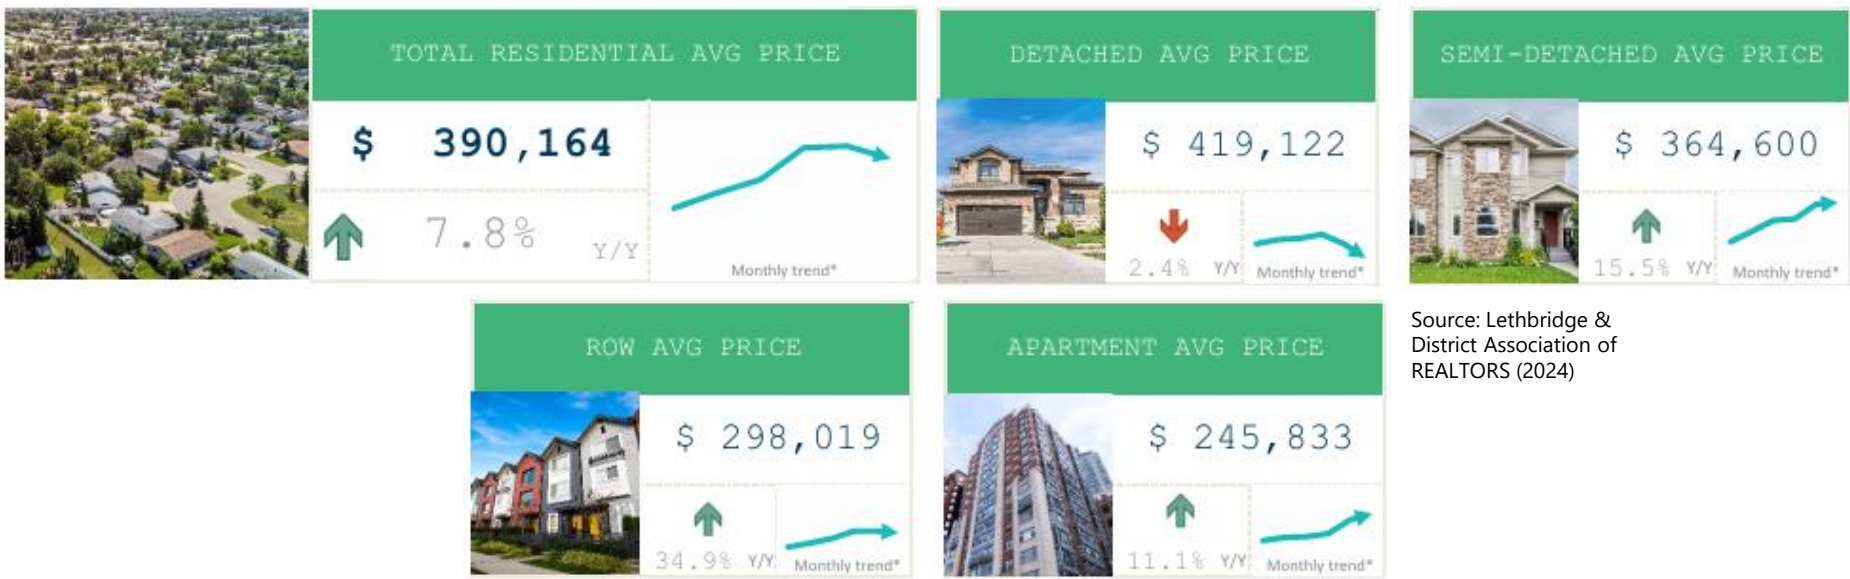 TOTAL RESIDENTIAL AVG PRICE
$ 390,164
7.8% Y/Y
Monthly trend*
DETACHED AVG PRICE
$ 419,122
2.4% Y/Y
Monthly trend*
SEMI-DETACHED AVG PRICE
$ 364,600
15.5% Y/Y
Monthly trend*
ROW AVG PRICE
$ 298,019
34.9% Y/Y
Monthly trend*
APARTMENT AVG PRICE
$ 245,833
11.1% Y/Y
Monthly trend*
Source: Lethbridge &
District Association of
REALTORS (2024)